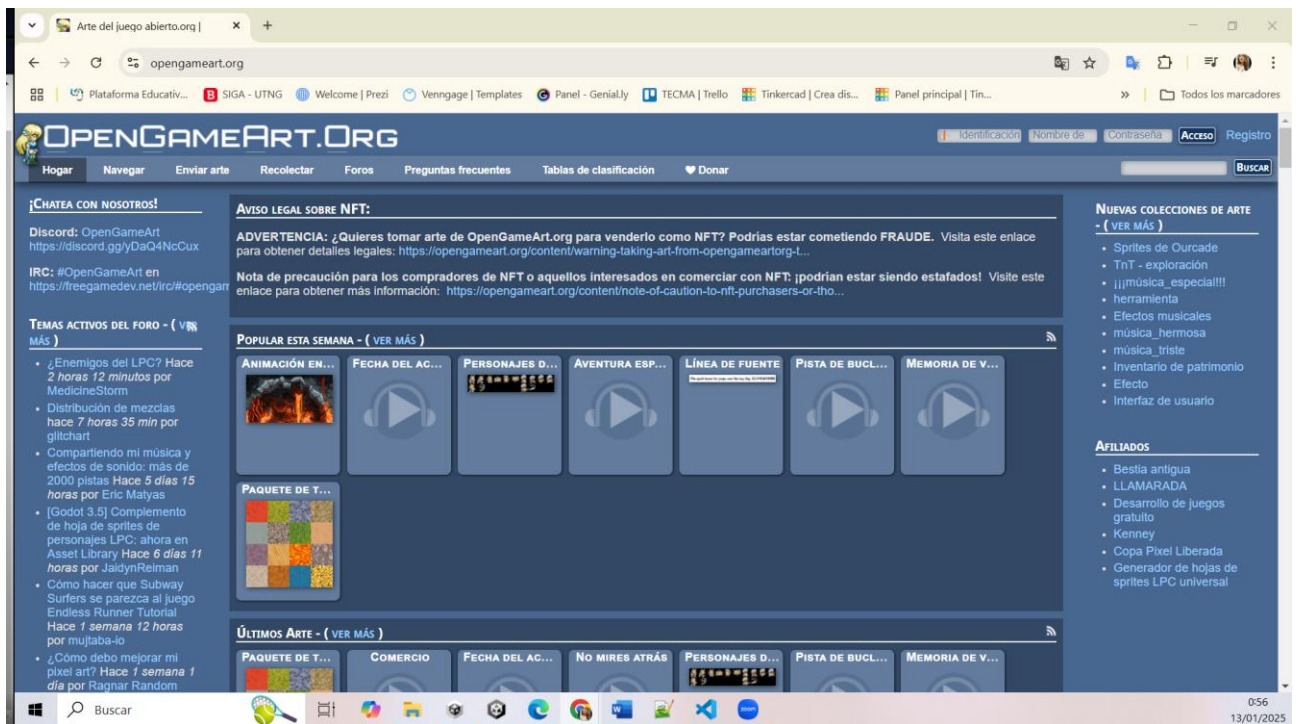 Arte del juego abierto.org |
opengameart.org
Plataforma Educativ...
SIGA - UTNG
Welcome | Prezi
Venngage | Templates
Panel - Genial.ly
TECMA | Trello
Tinkercad | Crea dis...
Panel principal | Tin...
Todos los marcadores
OpenGameArt.Org
Identificación
Nombre de
Contraseña
Acceso
Registro
Hogar
Navegar
Enviar arte
Recolectar
Foros
Preguntas frecuentes
Tablas de clasificación
Donar
Buscar
¡Chatea con nosotros!
Discord: OpenGameArt
https://discord.gg/yDaQ4NcCux
IRC: #OpenGameArt en
https://freegamedev.net/irc/#opengam
Temas activos del foro - ( ver
más )
¿Enemigos del LPC? Hace
2 horas 12 minutos por
MedicineStorm
Distribución de mezclas
hace 7 horas 35 min por
glitchart
Compartiendo mi música y
efectos de sonido: más de
2000 pistas Hace 5 días 15
horas por Eric Matyas
[Godot 3.5] Complemento
de hoja de sprites de
personajes LPC: ahora en
Asset Library Hace 6 días 11
horas por JaidynReiman
Cómo hacer que Subway
Surfers se parezca al juego
Endless Runner Tutorial
Hace 1 semana 12 horas
por mujtaba-io
¿Cómo debo mejorar mi
pixel art? Hace 1 semana 1
día por Ragnar Random
Aviso legal sobre NFT:
ADVERTENCIA: ¿Quieres tomar arte de OpenGameArt.org para venderlo como NFT? Podrías estar cometiendo FRAUDE. Visita este enlace
para obtener detalles legales: https://opengameart.org/content/warning-taking-art-from-opengameartorg-t...
Nota de precaución para los compradores de NFT o aquellos interesados en comerciar con NFT: ¡podrían estar siendo estafados! Visite este
enlace para obtener más información: https://opengameart.org/content/note-of-caution-to-nft-purchasers-or-tho...
Popular esta semana - ( ver más )
Animación en...
Fecha del ac...
Personajes d...
Aventura esp...
Línea de fuente
Pista de bucl...
Memoria de v...
Paquete de t...
Últimos Arte - ( ver más )
Paquete de t...
Comercio
Fecha del ac...
No mires atrás
Personajes d...
Pista de bucl...
Memoria de v...
Nuevas colecciones de arte
- ( ver más )
Sprites de Ourcade
TnT - exploración
¡¡¡música_especial!!!
herramienta
Efectos musicales
música_hermosa
música_triste
Inventario de patrimonio
Efecto
Interfaz de usuario
Afiliados
Bestia antigua
LLAMARADA
Desarrollo de juegos
gratuito
Kenney
Copa Pixel Liberada
Generador de hojas de
sprites LPC universal
Buscar
zoom
0:56
13/01/2025